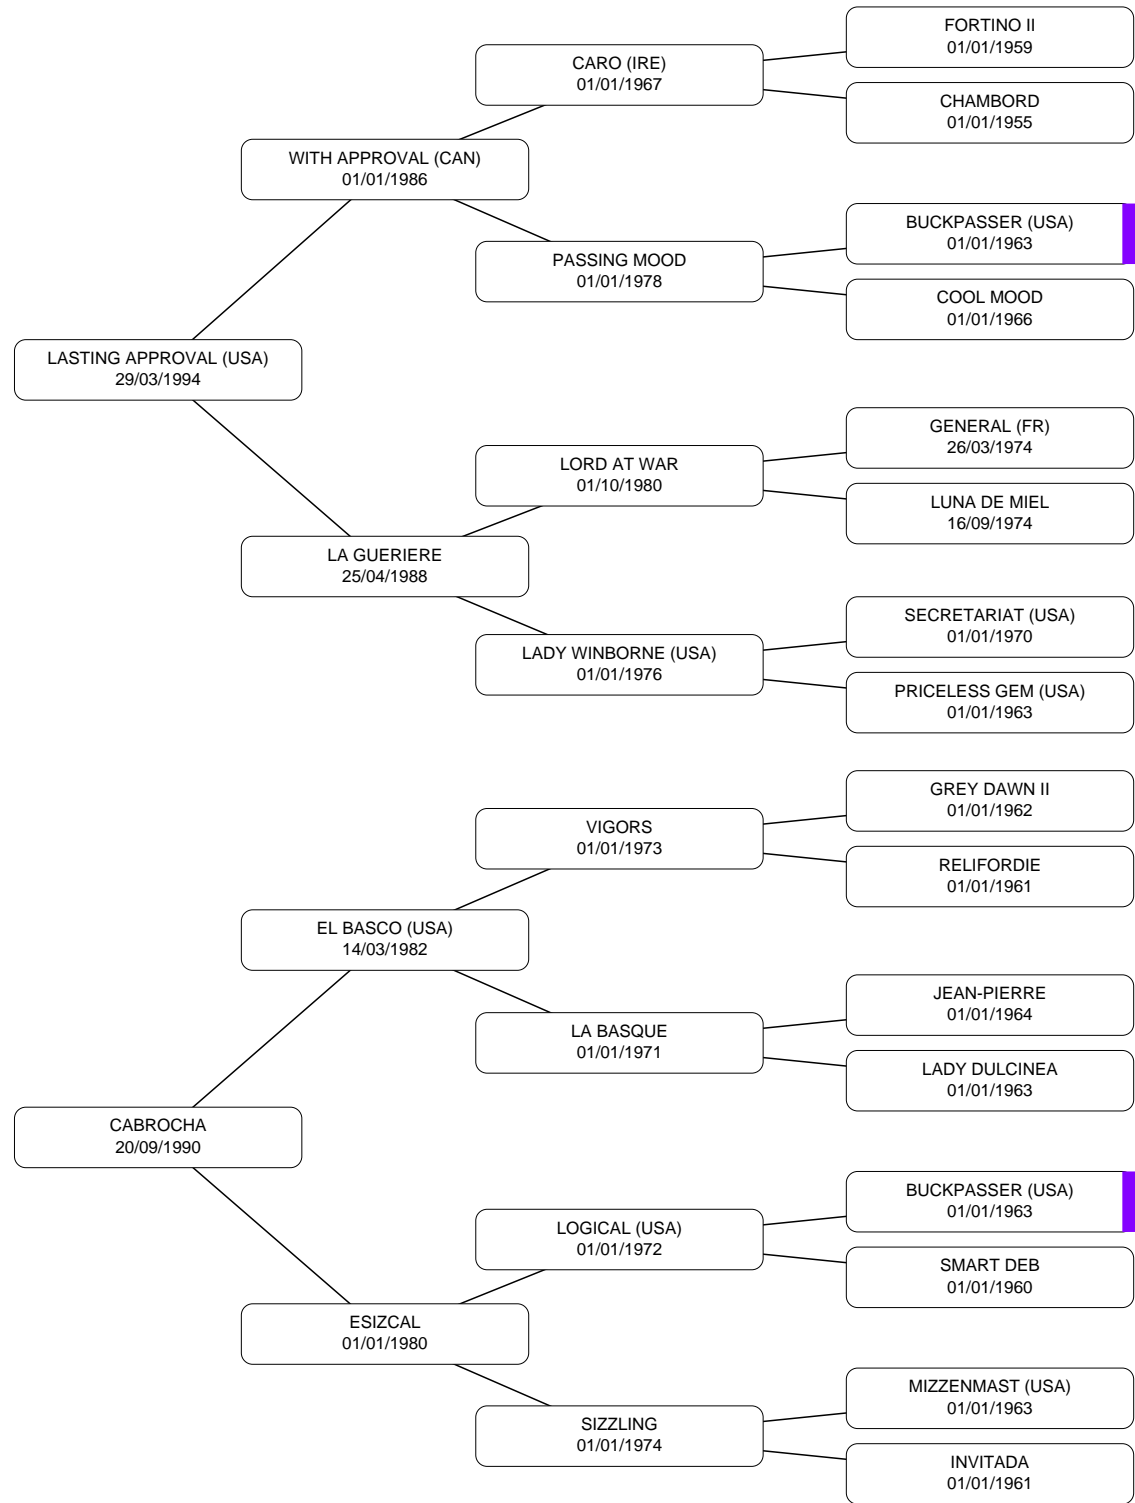 FORTINO II
01/01/1959
CARO (IRE)
01/01/1967
CHAMBORD
01/01/1955
WITH APPROVAL (CAN)
01/01/1986
BUCKPASSER (USA)
01/01/1963
PASSING MOOD
01/01/1978
COOL MOOD
01/01/1966
LASTING APPROVAL (USA)
29/03/1994
GENERAL (FR)
26/03/1974
LORD AT WAR
01/10/1980
LUNA DE MIEL
16/09/1974
LA GUERIERE
25/04/1988
SECRETARIAT (USA)
01/01/1970
LADY WINBORNE (USA)
01/01/1976
PRICELESS GEM (USA)
01/01/1963
GREY DAWN II
01/01/1962
VIGORS
01/01/1973
RELIFORDIE
01/01/1961
EL BASCO (USA)
14/03/1982
JEAN-PIERRE
01/01/1964
LA BASQUE
01/01/1971
LADY DULCINEA
01/01/1963
CABROCHA
20/09/1990
BUCKPASSER (USA)
01/01/1963
LOGICAL (USA)
01/01/1972
SMART DEB
01/01/1960
ESIZCAL
01/01/1980
MIZZENMAST (USA)
01/01/1963
SIZZLING
01/01/1974
INVITADA
01/01/1961